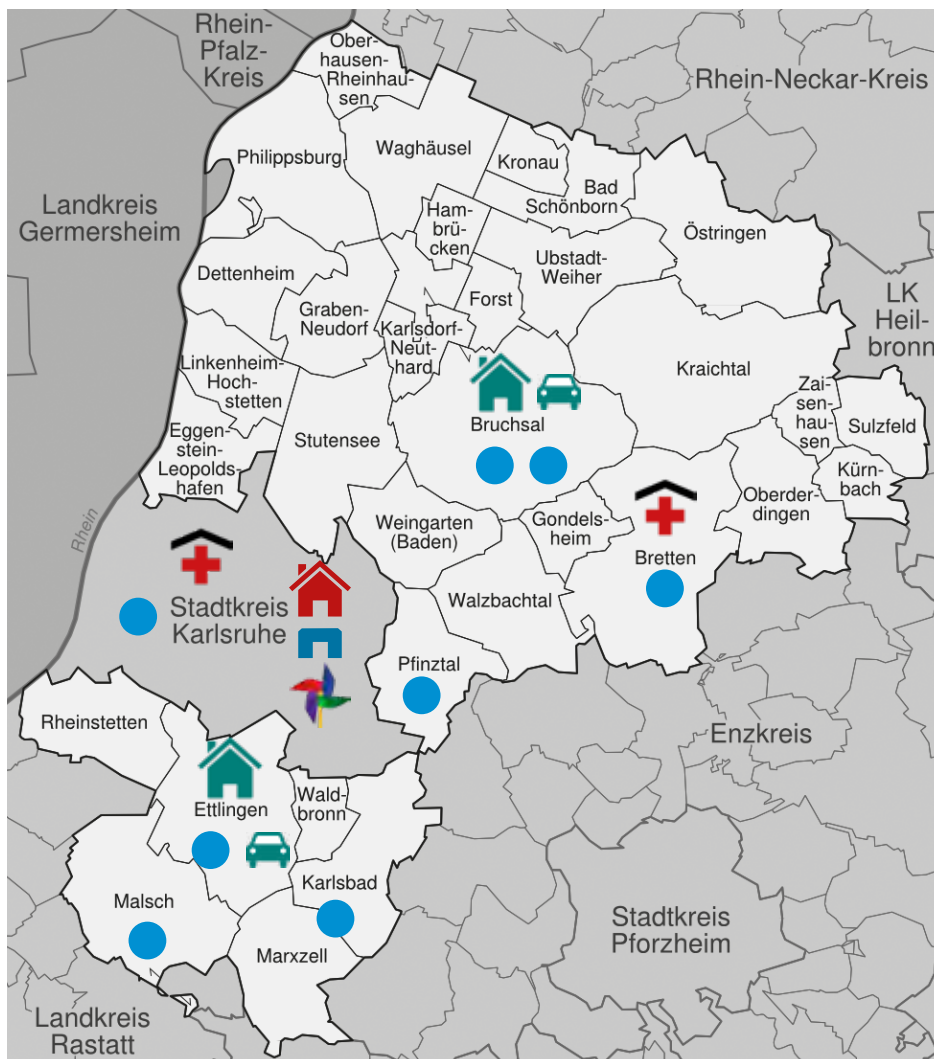 Rhein-
Pfalz-
Kreis
Ober-
hausen-
Rheinhau-
sen
Rhein-Neckar-Kreis
Philippsburg
Waghäusel
Kronau
Bad
Schönborn
Landkreis
Germersheim
Ham-
brü-
cken
Östringen
Ubstadt-
Weiher
Dettenheim
Graben-
Neudorf
Forst
Karlsdorf-
Neut-
hard
LK
Heil-
bronn
Linkenheim-
Hoch-
stetten
Kraichtal
Zai-
sen-
hausen
Sulzfeld
Bruchsal
Eggen-
stein-
Leopolds-
hafen
Stutensee
Kürn-
bach
Oberder-
dingen
Rhein
Weingarten
(Baden)
Gondels-
heim
Bretten
Stadtkreis
Karlsruhe
Walzbachtal
Pfinztal
Rheinstetten
Enzkreis
Ettlingen
Wald-
bronn
Karlsbad
Malsch
Stadtkreis
Pforzheim
Marxzell
Landkreis
Rastatt